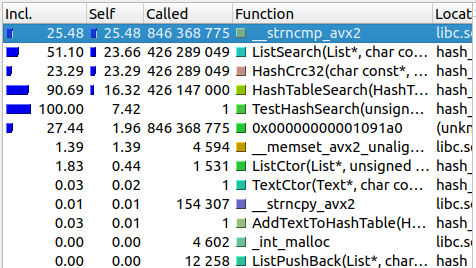 Incl. Self Called Function Locat
25.48 25.48 846 368 775 __strncmp_avx2 libc.s
51.10 23.66 426 289 049 ListSearch(List*, char co... hash_
23.29 23.29 426 289 049 HashCrc32(char const*, ... hash_
90.69 16.32 426 147 000 HashTableSearch(HashT... hash_
100.00 7.42 1 TestHashSearch(unsign... hash_
27.44 1.96 846 368 775 0x00000000001091a0 (unk
1.39 1.39 4 594 __memset_avx2_unalig... libc.s
1.83 0.44 1 531 ListCtor(List*, unsigned ... hash_
0.03 0.02 1 TextCtor(Text*, char co... hash_
0.01 0.01 154 307 __strncpy_avx2 libc.s
0.03 0.01 1 AddTextToHashTable(H... hash_
0.00 0.00 4 602 _int_malloc libc.s
0.00 0.00 12 258 ListPushBack(List*, char... hash_